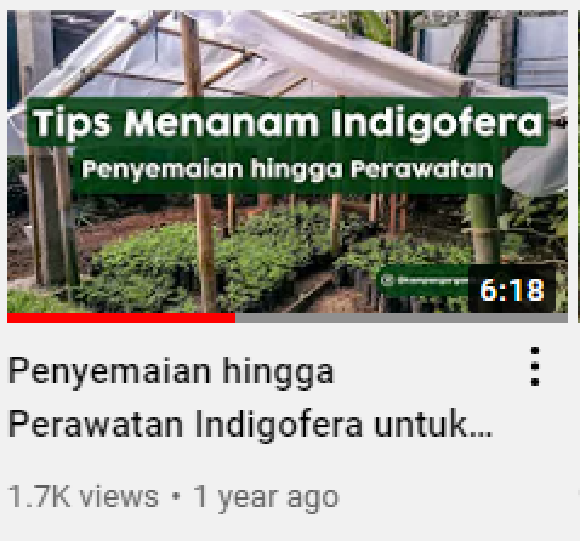 Tips Menanam Indigofera
Penyemaian hingga Perawatan
6:18
Penyemaian hingga
Perawatan Indigofera untuk...
1.7K views • 1 year ago